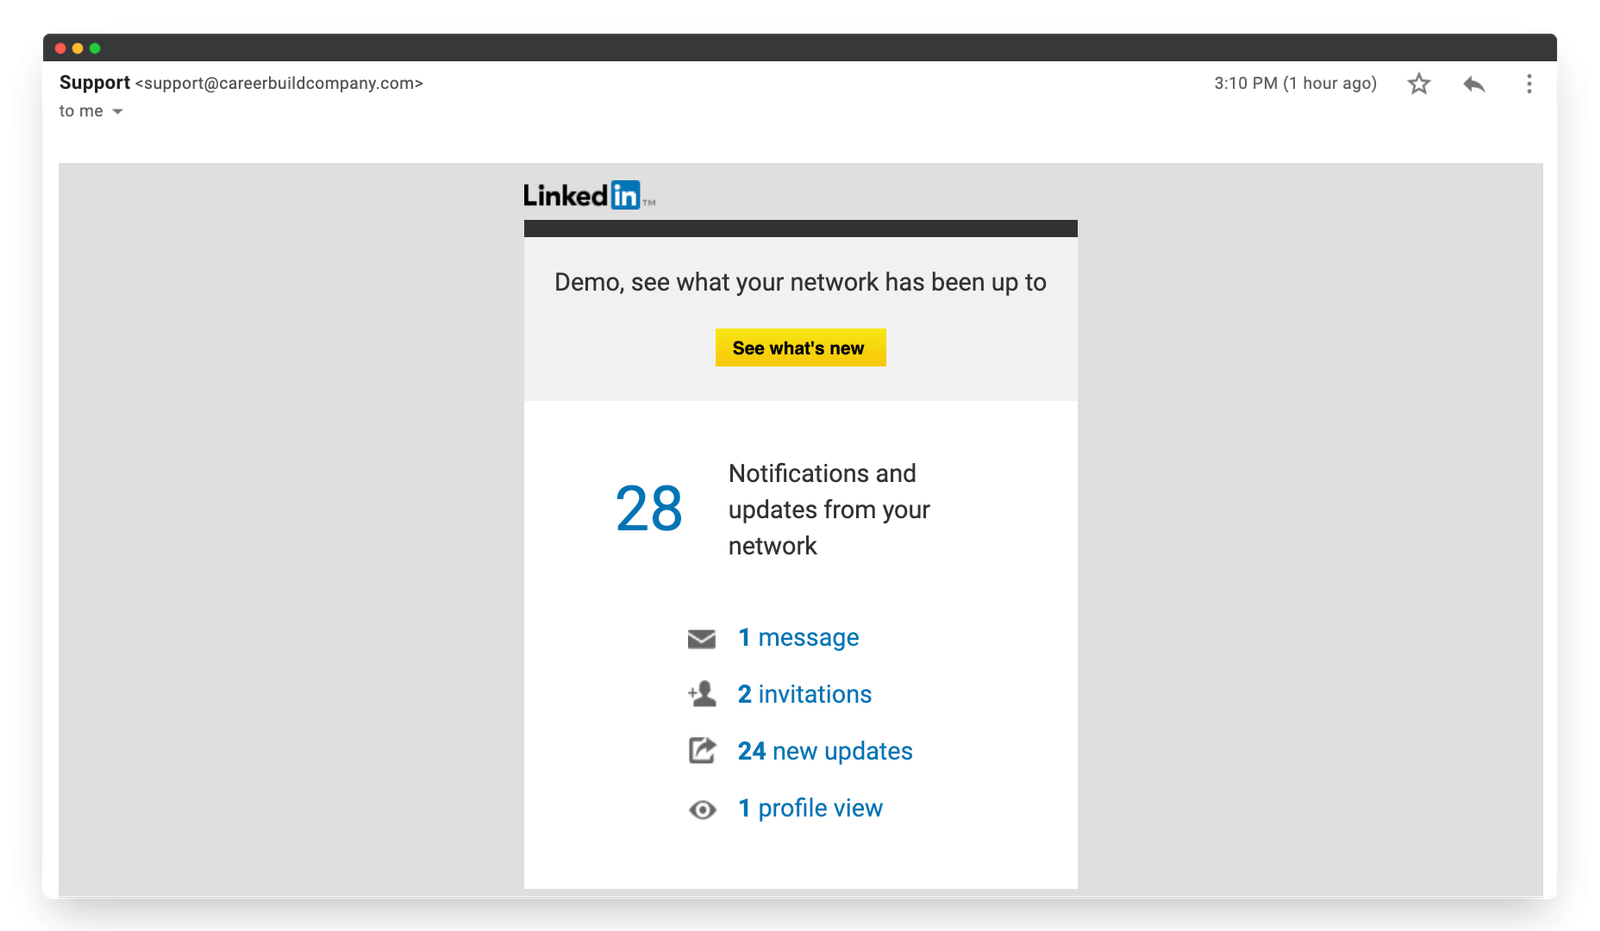 Support <support@careerbuildcompany.com>
3:10 PM (1 hour ago)
to me
Linkedin™
Demo, see what your network has been up to
See what's new
28
Notifications and
updates from your
network
1 message
2 invitations
24 new updates
1 profile view